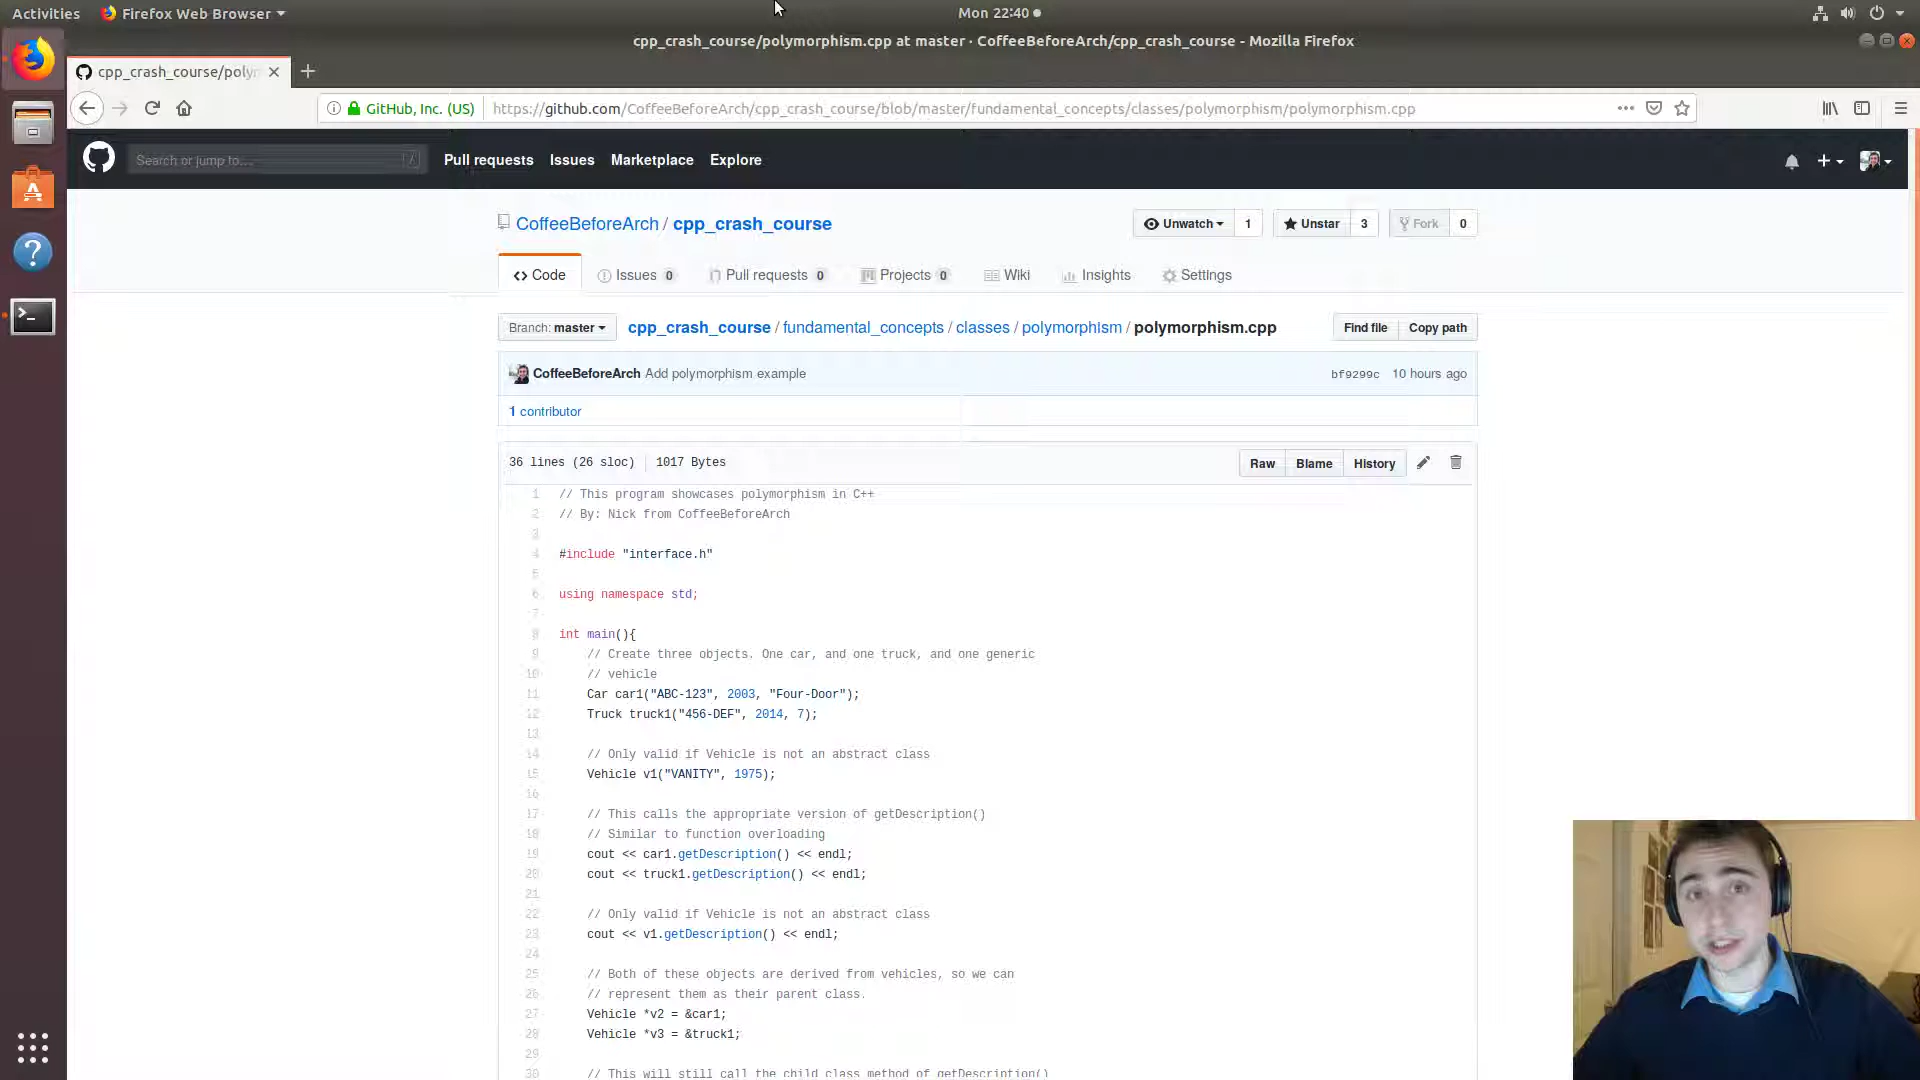 Activities Firefox Web Browser Mon 22:40
cpp_crash_course/polymorphism.cpp at master · CoffeeBeforeArch/cpp_crash_course - Mozilla Firefox
cpp_crash_course/polym
GitHub, Inc. (US) https://github.com/CoffeeBeforeArch/cpp_crash_course/blob/master/fundamental_concepts/classes/polymorphism/polymorphism.cpp
Search or jump to... / Pull requests Issues Marketplace Explore
CoffeeBeforeArch / cpp_crash_course Unwatch 1 Unstar 3 Fork 0
Code Issues 0 Pull requests 0 Projects 0 Wiki Insights Settings
Branch: master cpp_crash_course / fundamental_concepts / classes / polymorphism / polymorphism.cpp Find file Copy path
CoffeeBeforeArch Add polymorphism example bf9299c 10 hours ago
1 contributor
36 lines (26 sloc) 1017 Bytes Raw Blame History
1 // This program showcases polymorphism in C++
2 // By: Nick from CoffeeBeforeArch
3
4 #include "interface.h"
5
6 using namespace std;
7
8 int main(){
9 // Create three objects. One car, and one truck, and one generic
10 // vehicle
11 Car car1("ABC-123", 2003, "Four-Door");
12 Truck truck1("456-DEF", 2014, 7);
13
14 // Only valid if Vehicle is not an abstract class
15 Vehicle v1("VANITY", 1975);
16
17 // This calls the appropriate version of getDescription()
18 // Similar to function overloading
19 cout << car1.getDescription() << endl;
20 cout << truck1.getDescription() << endl;
21
22 // Only valid if Vehicle is not an abstract class
23 cout << v1.getDescription() << endl;
24
25 // Both of these objects are derived from vehicles, so we can
26 // represent them as their parent class.
27 Vehicle *v2 = &car1;
28 Vehicle *v3 = &truck1;
29
30 // This will still call the child class method of getDescription()